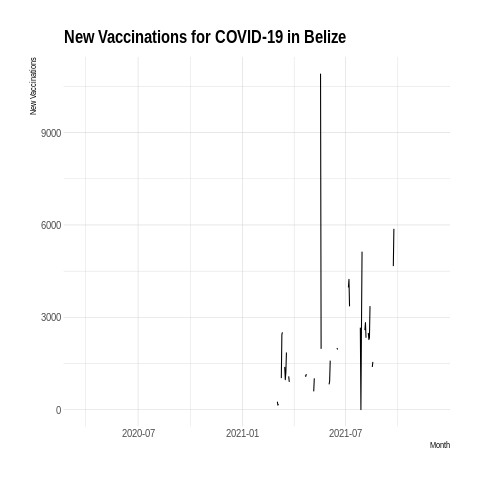 New Vaccinations for COVID-19 in Belize
New Vaccinations
9000
6000
3000
0
2020-07
2021-01
2021-07
Month